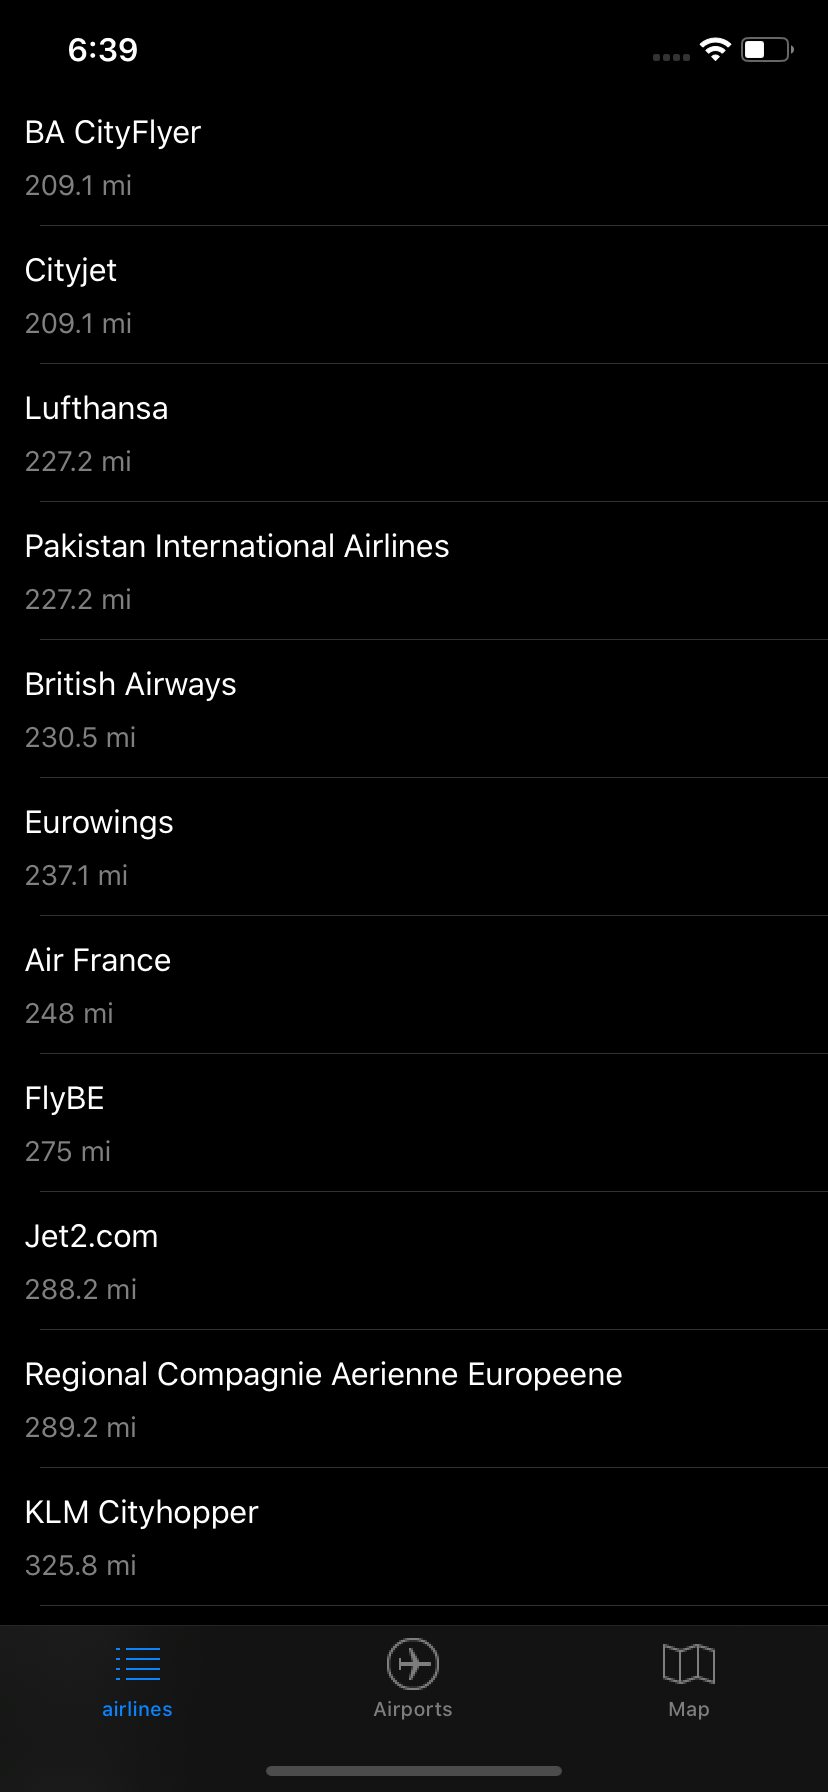 6:39
BA CityFlyer
209.1 mi
Cityjet
209.1 mi
Lufthansa
227.2 mi
Pakistan International Airlines
227.2 mi
British Airways
230.5 mi
Eurowings
237.1 mi
Air France
248 mi
FlyBE
275 mi
Jet2.com
288.2 mi
Regional Compagnie Aerienne Europeene
289.2 mi
KLM Cityhopper
325.8 mi
airlines Airports Map